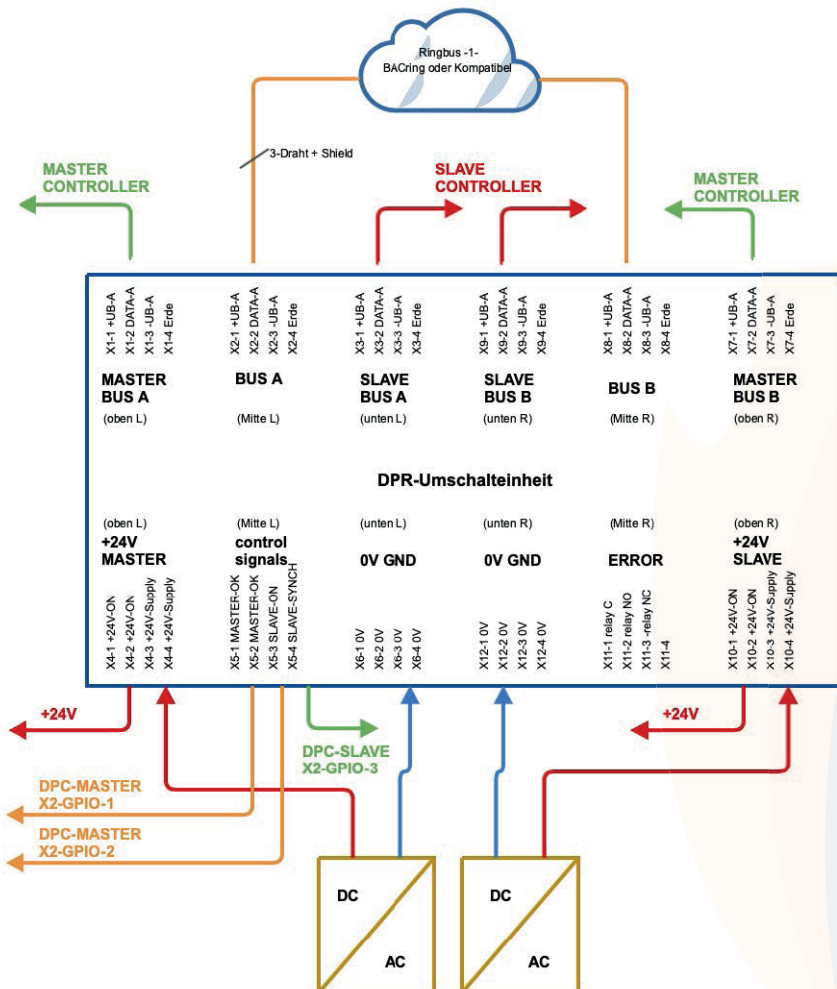 Ringbus -1-
BACring oder Kompatibel
3-Draht + Shield
MASTER
CONTROLLER
SLAVE
CONTROLLER
MASTER
CONTROLLER
X1-1 +UB-A
X1-2 DATA-A
X1-3 -UB-A
X1-4 Erde
X2-1 +UB-A
X2-2 DATA-A
X2-3 -UB-A
X2-4 Erde
X3-1 +UB-A
X3-2 DATA-A
X3-3 -UB-A
X3-4 Erde
X9-1 +UB-A
X9-2 DATA-A
X9-3 -UB-A
X9-4 Erde
X8-1 +UB-A
X8-2 DATA-A
X8-3 -UB-A
X8-4 Erde
X7-1 +UB-A
X7-2 DATA-A
X7-3 -UB-A
X7-4 Erde
MASTER
BUS A
(oben L)
BUS A
(Mitte L)
SLAVE
BUS A
(unten L)
SLAVE
BUS B
(unten R)
BUS B
(Mitte R)
MASTER
BUS B
(oben R)
DPR-Umschalteinheit
(oben L)
+24V
MASTER
(Mitte L)
control
signals
(unten L)
0V GND
(unten R)
0V GND
(Mitte R)
ERROR
(oben R)
+24V
SLAVE
X4-1 +24V-ON
X4-2 +24V-ON
X4-3 +24V-Supply
X4-4 +24V-Supply
X5-1 MASTER-OK
X5-2 MASTER-OK
X5-3 SLAVE-ON
X5-4 SLAVE-SYNCH
X6-1 0V
X6-2 0V
X6-3 0V
X6-4 0V
X12-1 0V
X12-2 0V
X12-3 0V
X12-4 0V
X11-1 relay C
X11-2 relay NO
X11-3 -relay NC
X11-4
X10-1 +24V-ON
X10-2 +24V-ON
X10-3 +24V-Supply
X10-4 +24V-Supply
+24V
+24V
DPC-SLAVE
X2-GPIO-3
DPC-MASTER
X2-GPIO-1
DPC-MASTER
X2-GPIO-2
DC
AC
DC
AC